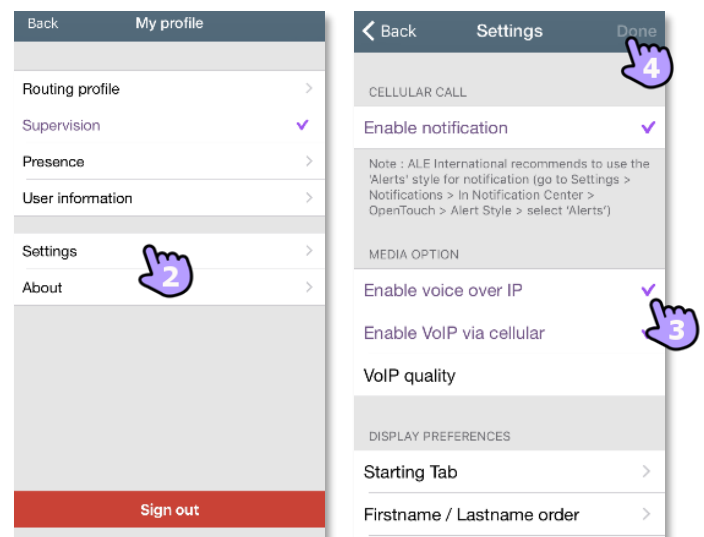 Back My profile
Routing profile
Supervision
Presence
User information
Settings
2
About
Sign out
Back Settings Done
4
CELLULAR CALL
Enable notification
Note : ALE International recommends to use the
'Alerts' style for notification (go to Settings >
Notifications > In Notification Center >
OpenTouch > Alert Style > select 'Alerts')
MEDIA OPTION
Enable voice over IP
Enable VoIP via cellular
3
VoIP quality
DISPLAY PREFERENCES
Starting Tab
Firstname / Lastname order